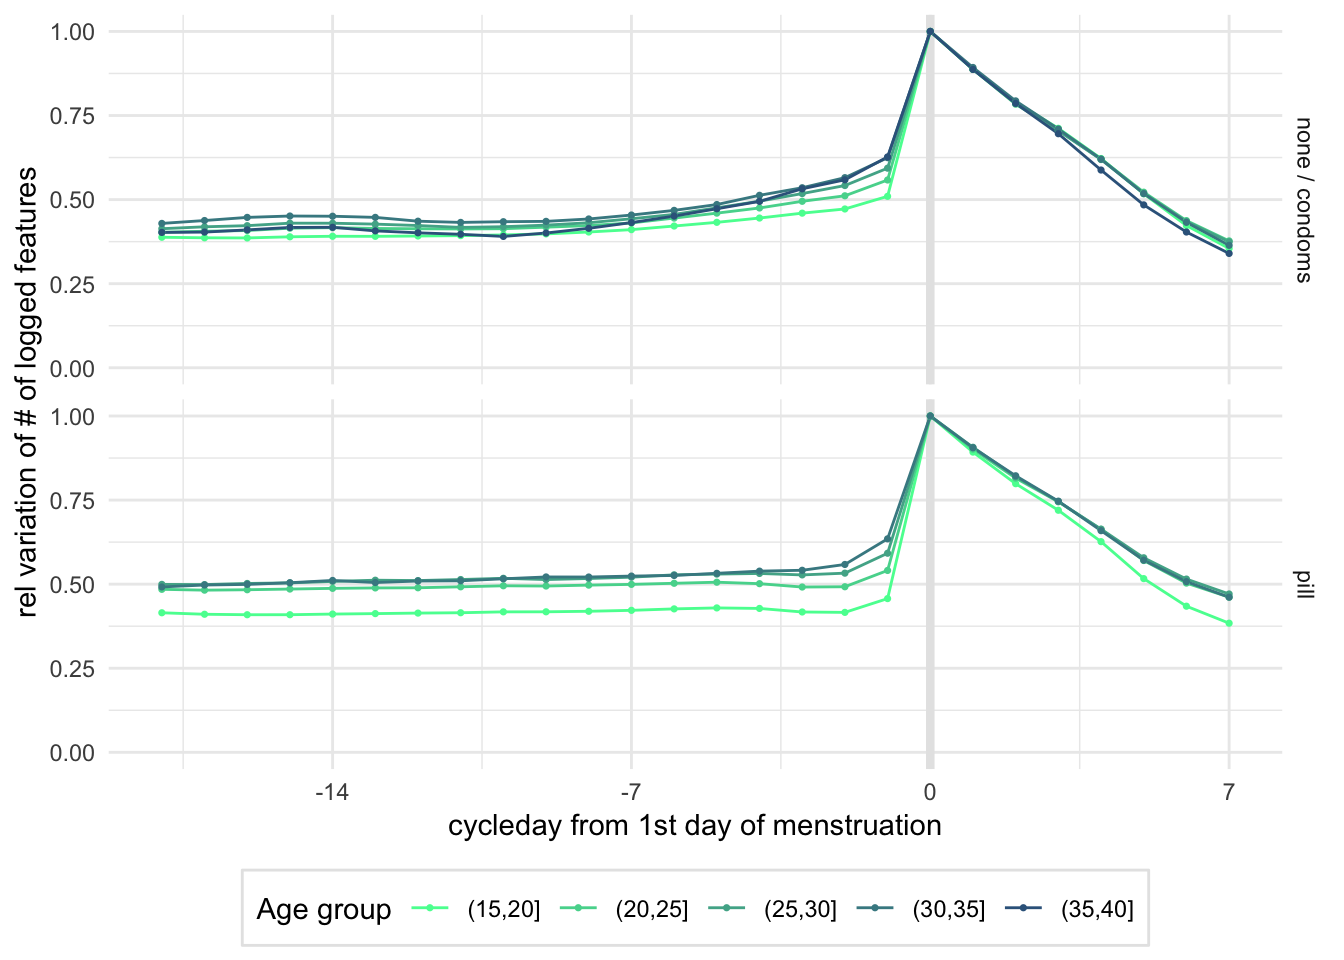 rel variation of # of logged features
1.00
0.75
0.50
0.25
0.00
none / condoms
1.00
0.75
0.50
0.25
0.00
pill
-14
-7
0
7
cycleday from 1st day of menstruation
Age group (15,20] (20,25] (25,30] (30,35] (35,40]